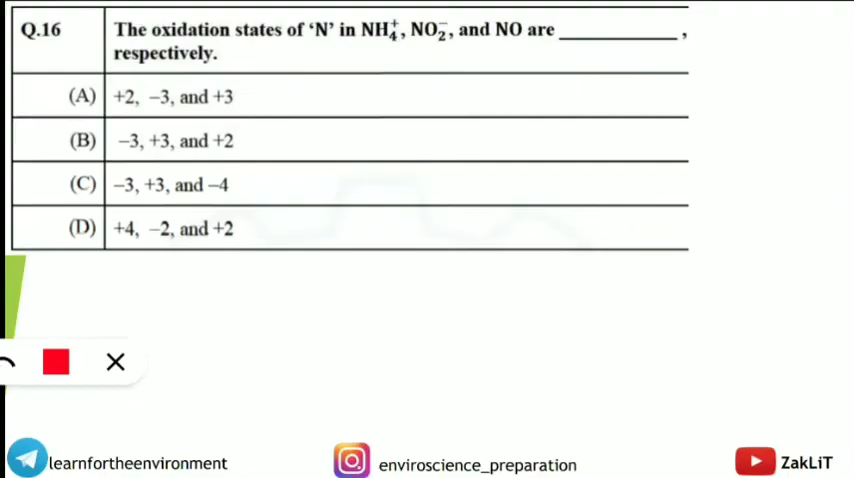 Q.16 The oxidation states of ‘N’ in NH₄⁺, NO₂⁻, and NO are ____________,
respectively.
(A) +2, –3, and +3
(B) –3, +3, and +2
(C) –3, +3, and –4
(D) +4, –2, and +2
learnfortheenvironment
enviroscience_preparation
ZakLiT